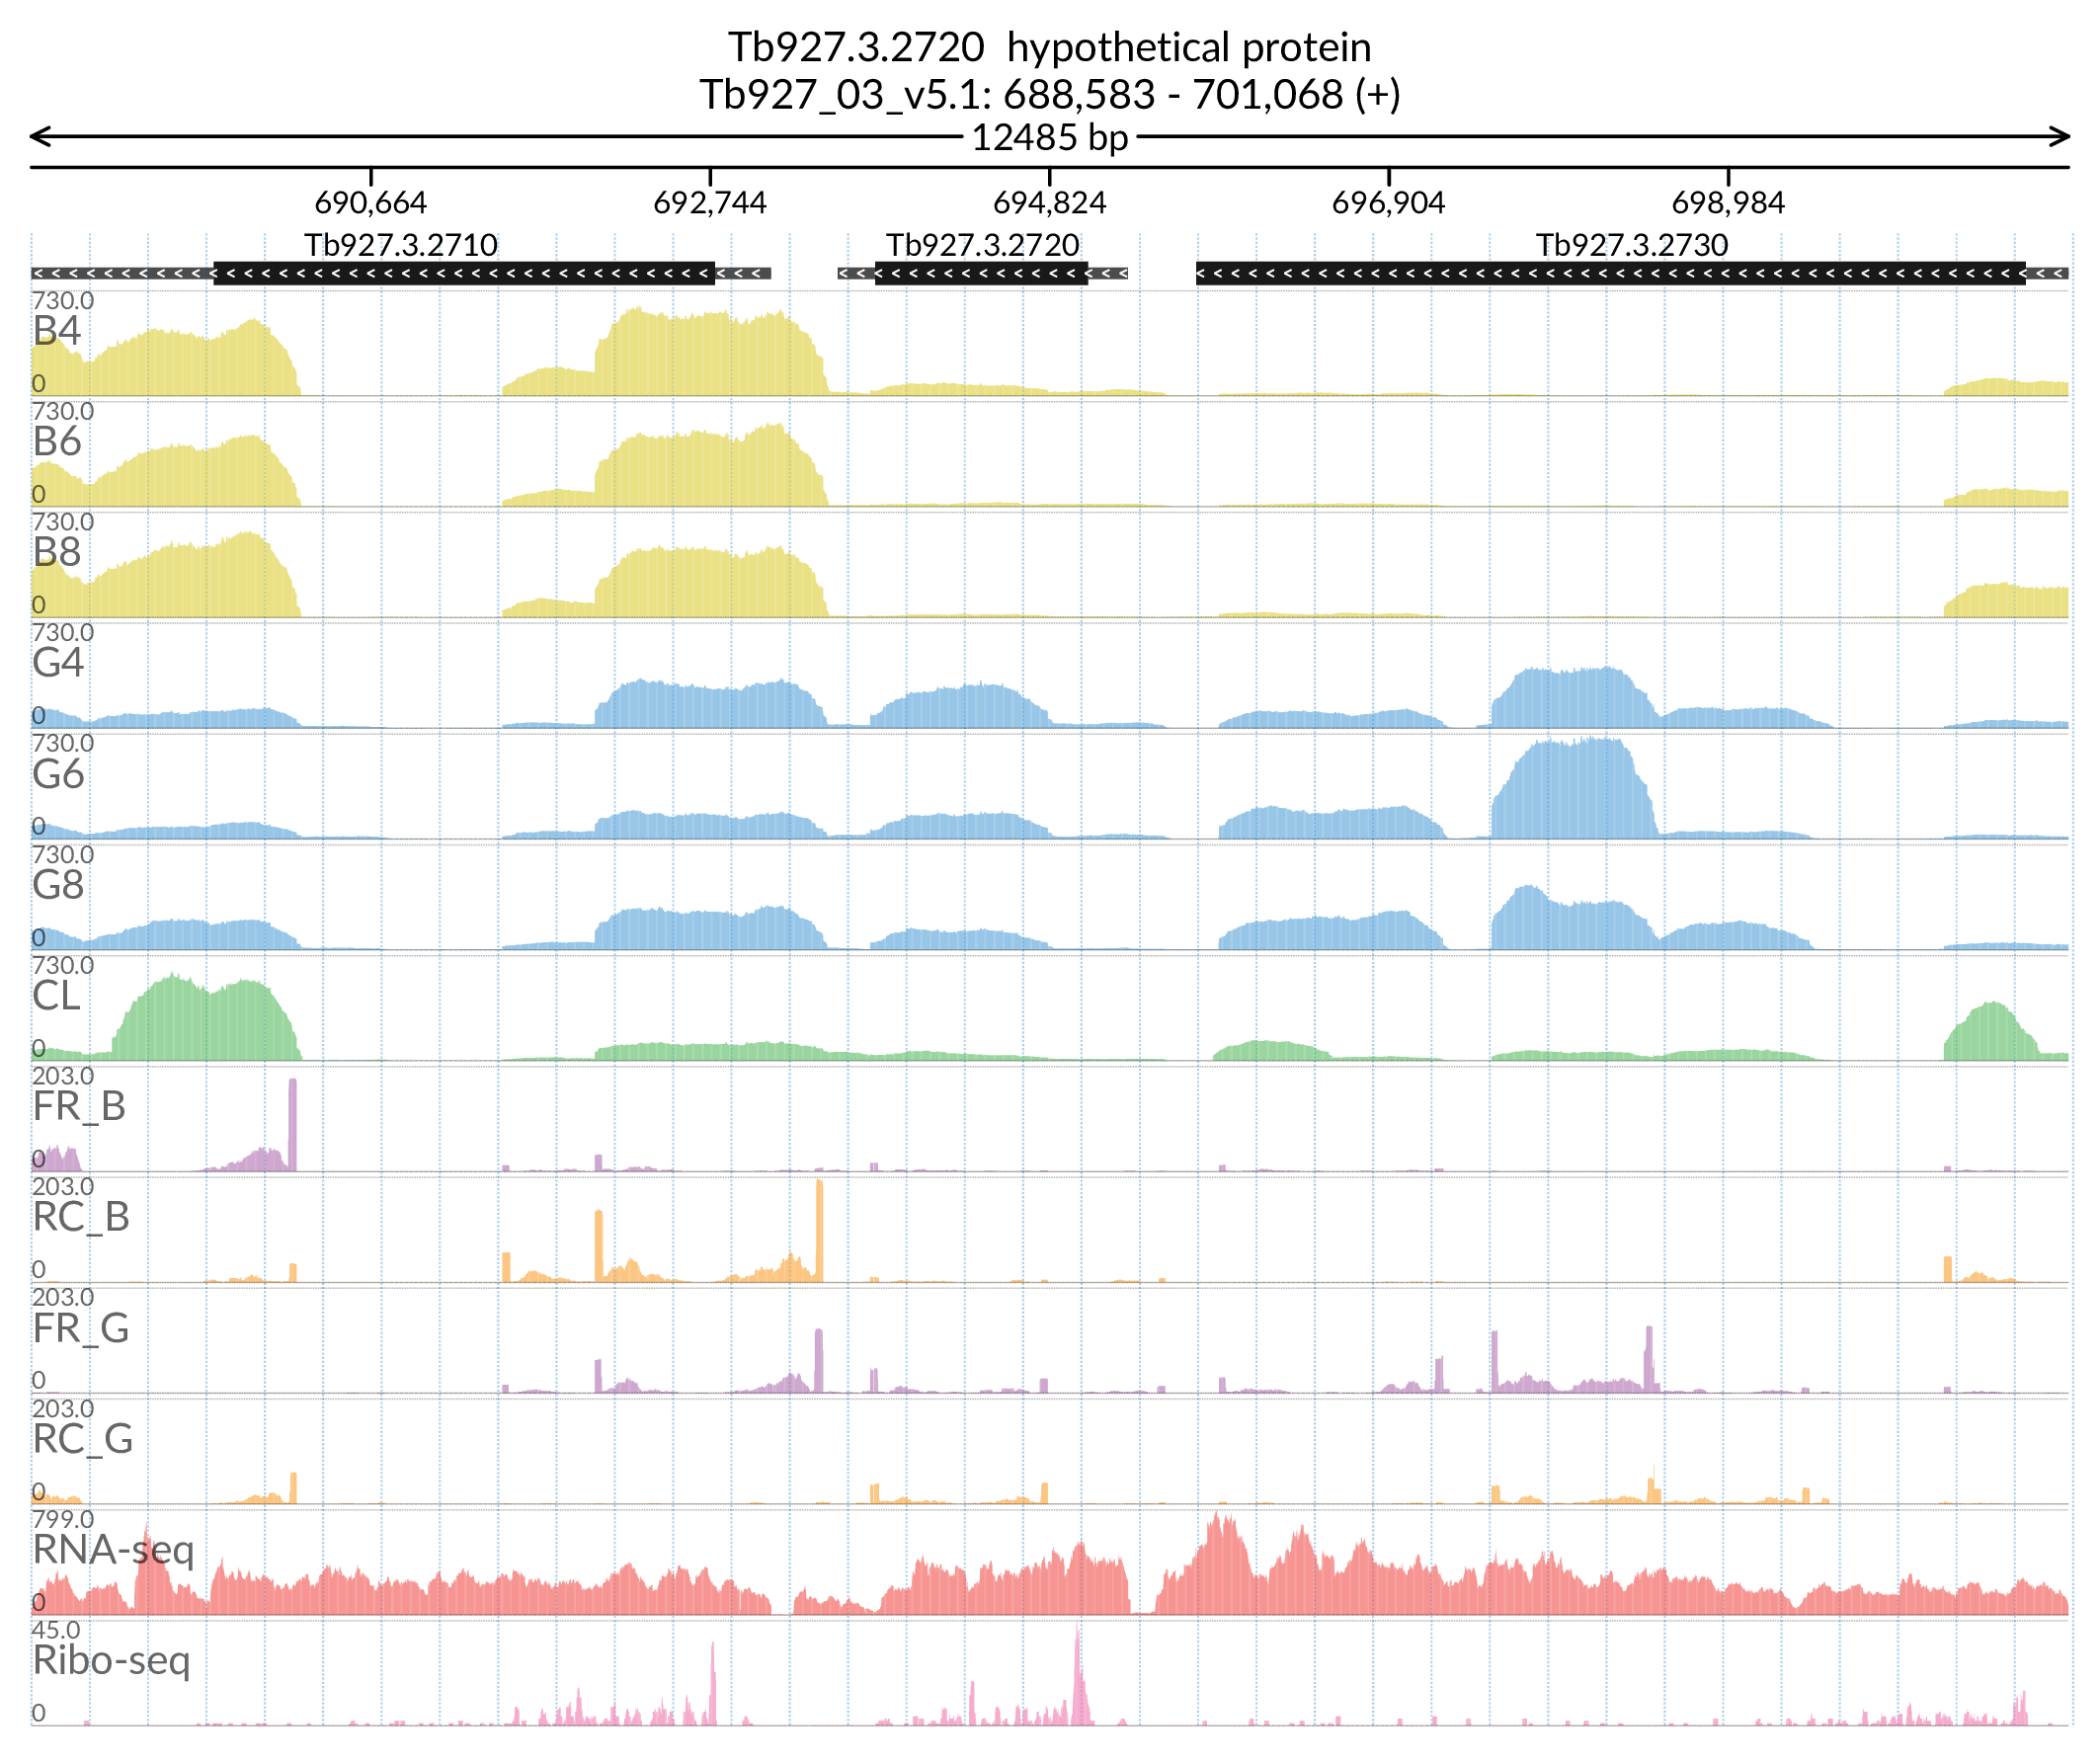 Tb927.3.2720  hypothetical protein
Tb927_03_v5.1: 688,583 - 701,068 (+)
12485 bp
690,664 692,744 694,824 696,904 698,984
Tb927.3.2710 Tb927.3.2720 Tb927.3.2730
730.0
B4
0
730.0
B6
0
730.0
B8
0
730.0
G4
0
730.0
G6
0
730.0
G8
0
730.0
CL
0
203.0
FR_B
0
203.0
RC_B
0
203.0
FR_G
0
203.0
RC_G
0
799.0
RNA-seq
0
45.0
Ribo-seq
0